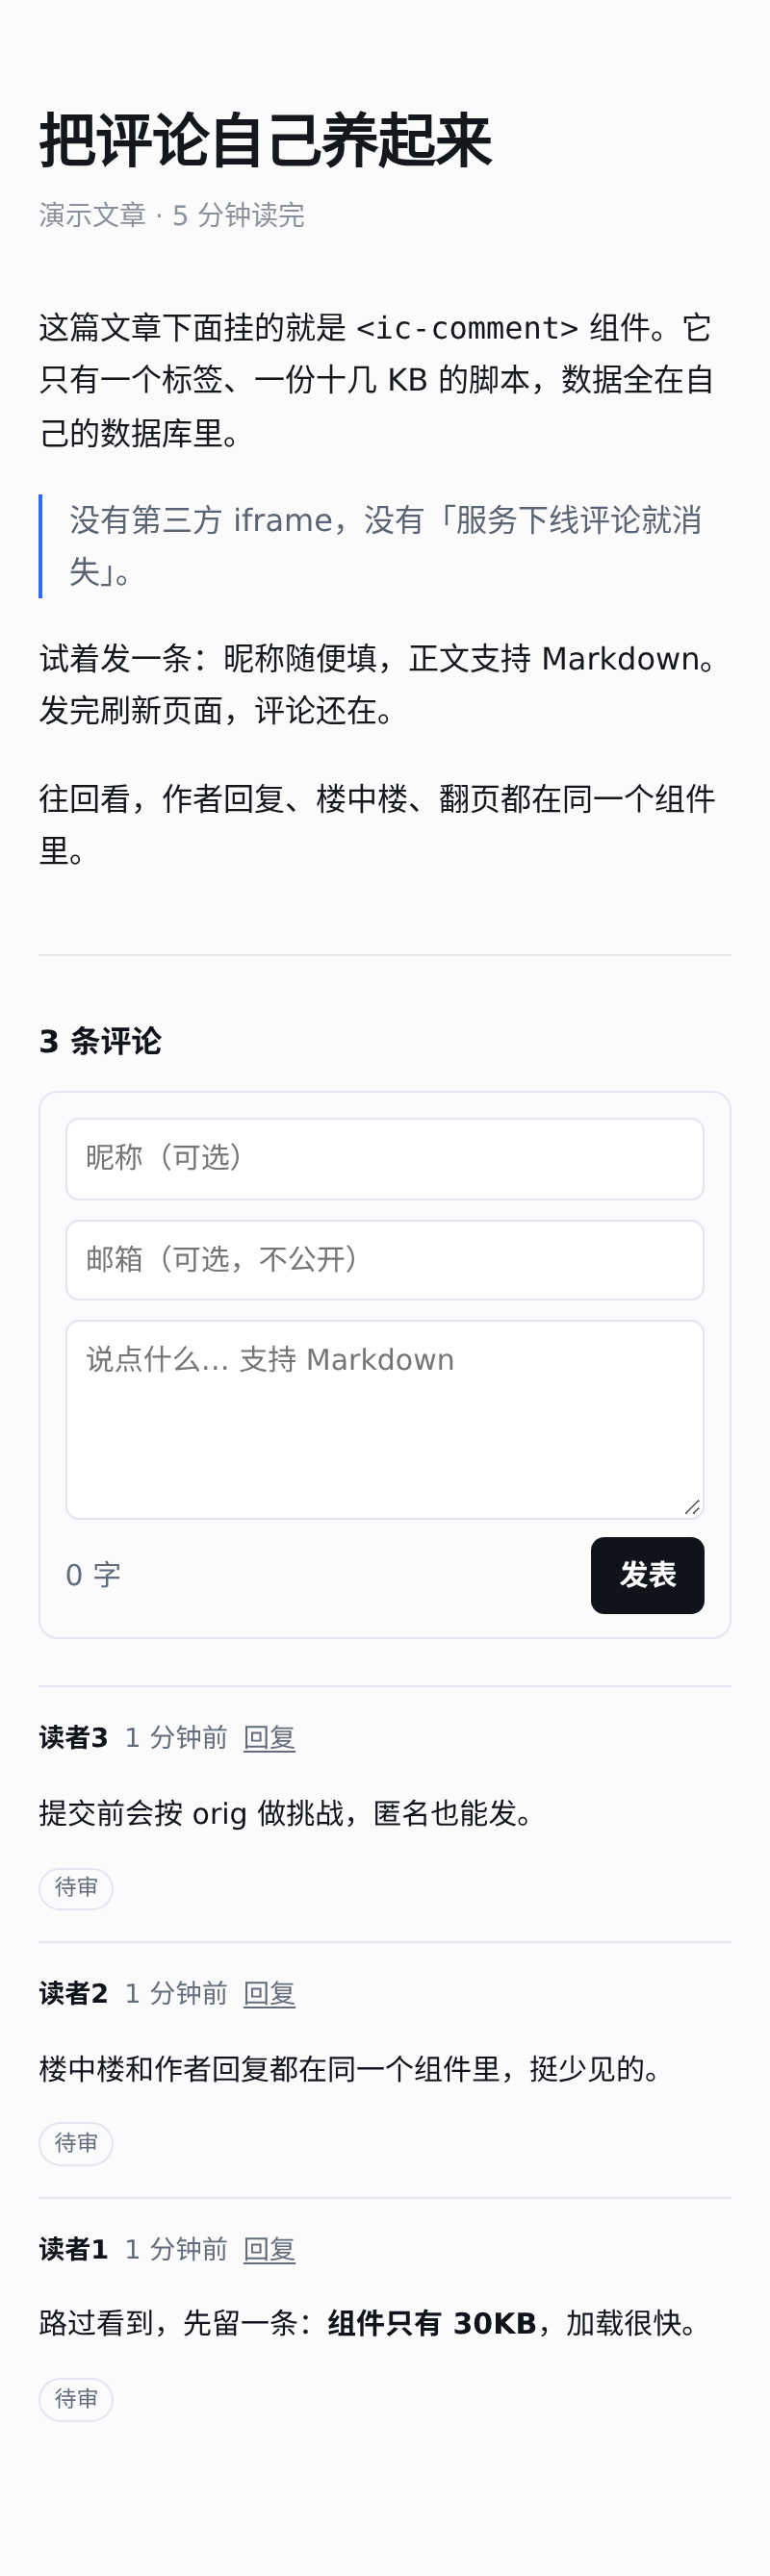 把评论自己养起来
演示文章 · 5 分钟读完
这篇文章下面挂的就是 <ic-comment> 组件。它
只有一个标签、一份十几 KB 的脚本，数据全在自
己的数据库里。
没有第三方 iframe，没有「服务下线评论就消
失」。
试着发一条：昵称随便填，正文支持 Markdown。
发完刷新页面，评论还在。
往回看，作者回复、楼中楼、翻页都在同一个组件
里。
3 条评论
昵称（可选）
邮箱（可选，不公开）
说点什么… 支持 Markdown
0 字
发表
读者3 1 分钟前 回复
提交前会按 orig 做挑战，匿名也能发。
待审
读者2 1 分钟前 回复
楼中楼和作者回复都在同一个组件里，挺少见的。
待审
读者1 1 分钟前 回复
路过看到，先留一条：组件只有 30KB，加载很快。
待审